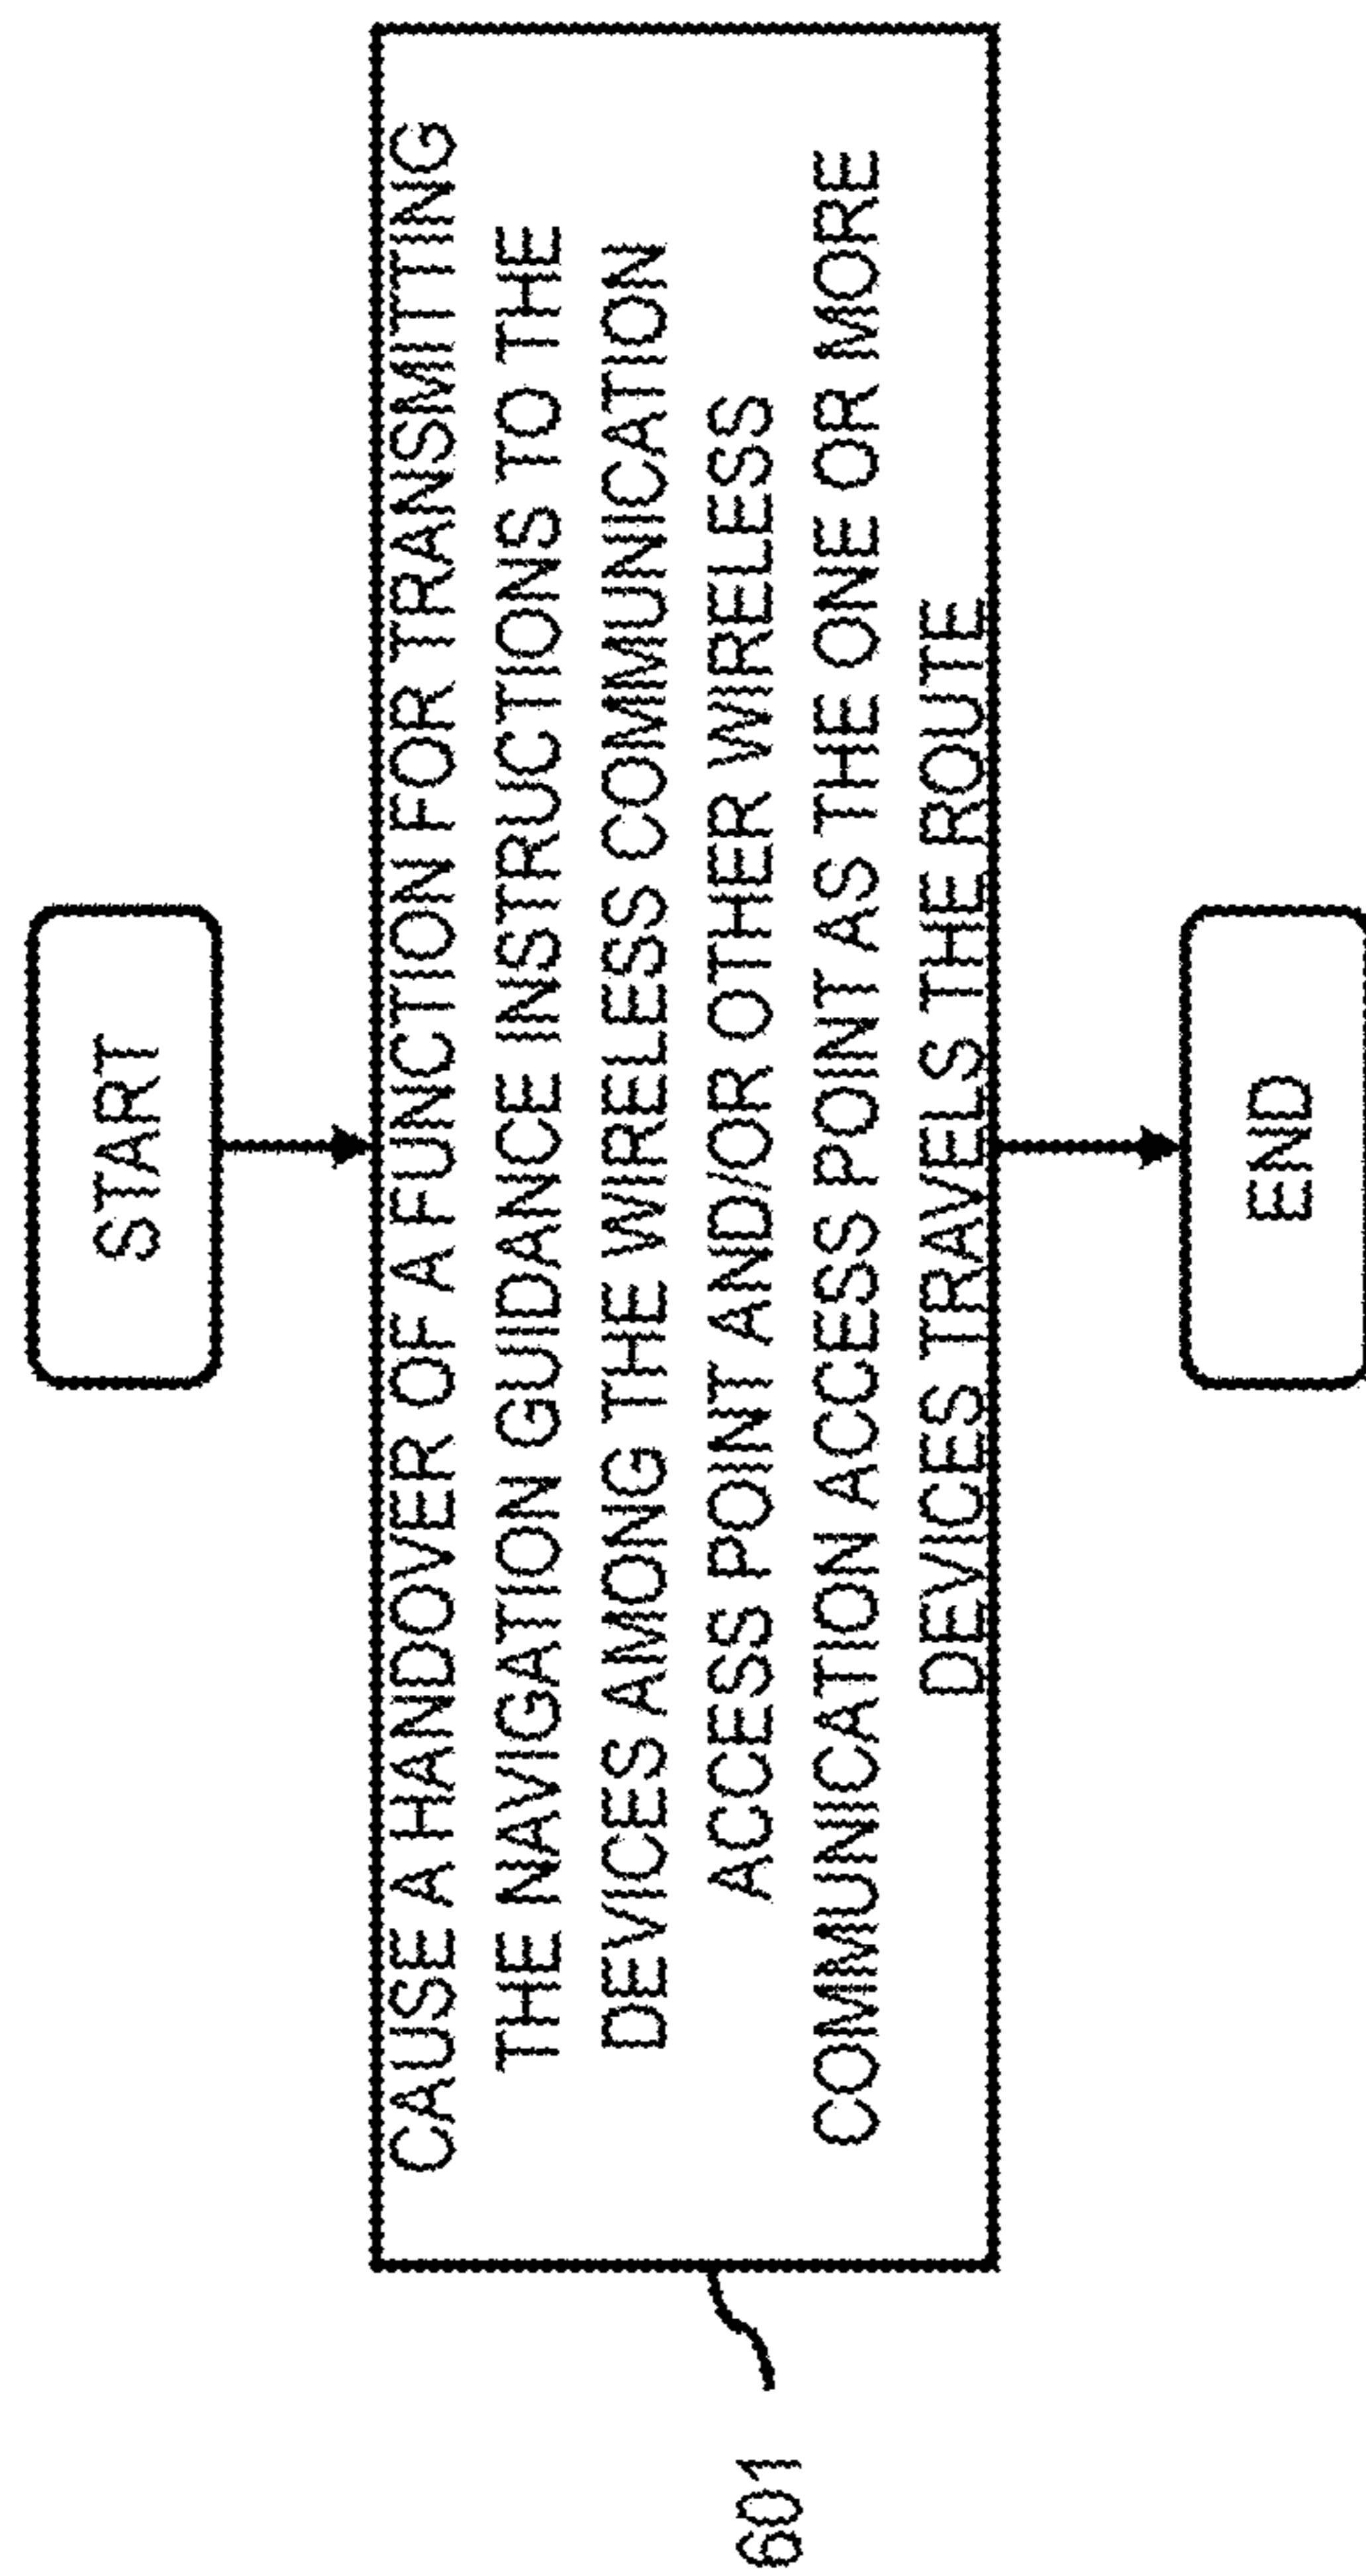 START
CAUSE A HANDOVER OF A FUNCTION FOR TRANSMITTING
THE NAVIGATION GUIDANCE INSTRUCTIONS TO THE
DEVICES AMONG THE WIRELESS COMMUNICATION
ACCESS POINT AND/OR OTHER WIRELESS
COMMUNICATION ACCESS POINT AS THE ONE OR MORE
DEVICES TRAVELS THE ROUTE
601
END